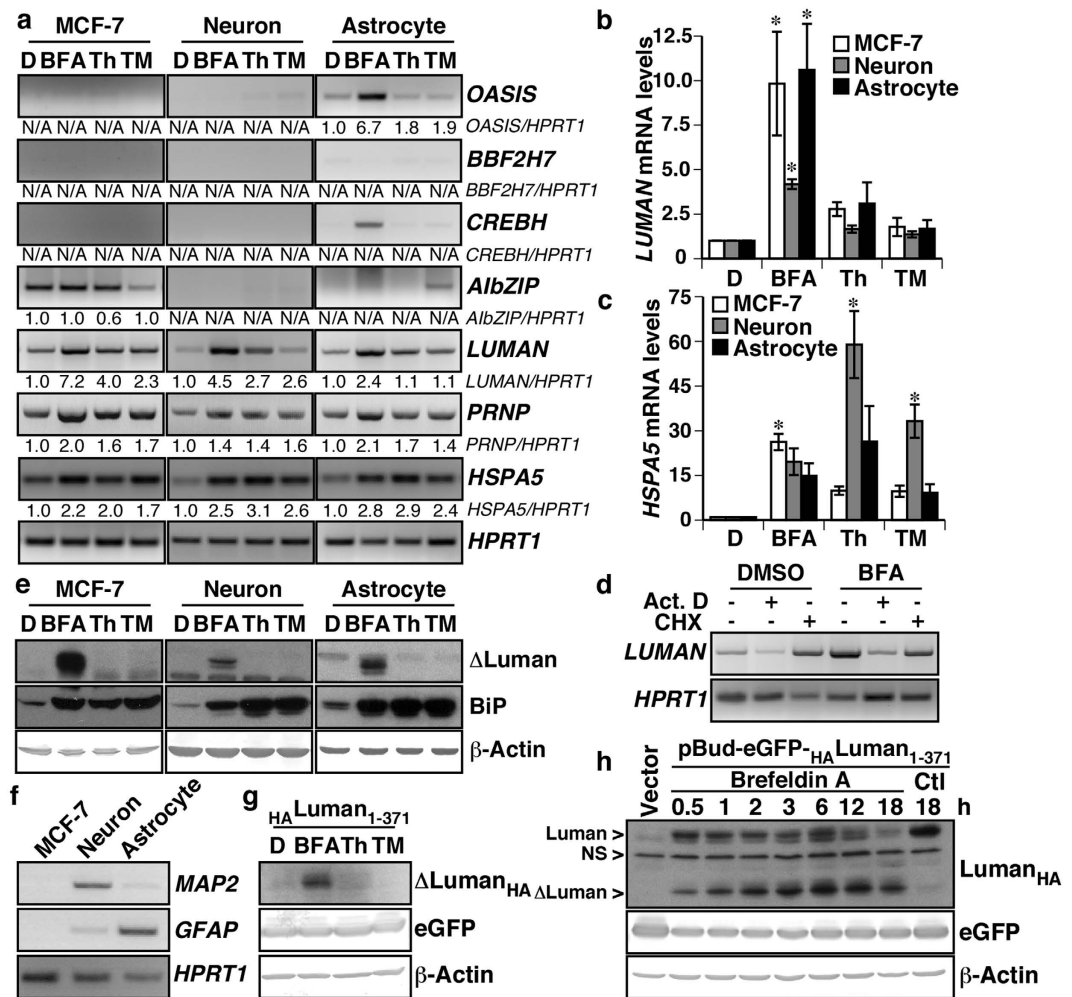 a
MCF-7 Neuron Astrocyte
D BFA Th TM D BFA Th TM D BFA Th TM
OASIS
N/A N/A N/A N/A N/A N/A N/A N/A 1.0 6.7 1.8 1.9 OASIS/HPRT1
BBF2H7
N/A N/A N/A N/A N/A N/A N/A N/A N/A N/A N/A N/A BBF2H7/HPRT1
CREBH
N/A N/A N/A N/A N/A N/A N/A N/A N/A N/A N/A N/A CREBH/HPRT1
AlbZIP
1.0 1.0 0.6 1.0 N/A N/A N/A N/A N/A N/A N/A N/A AlbZIP/HPRT1
LUMAN
1.0 7.2 4.0 2.3 1.0 4.5 2.7 2.6 1.0 2.4 1.1 1.1 LUMAN/HPRT1
PRNP
1.0 2.0 1.6 1.7 1.0 1.4 1.4 1.6 1.0 2.1 1.7 1.4 PRNP/HPRT1
HSPA5
1.0 2.2 2.0 1.7 1.0 2.5 3.1 2.6 1.0 2.8 2.9 2.4 HSPA5/HPRT1
HPRT1
b
LUMAN mRNA levels
12.5
10.0
7.5
5.0
2.5
0
* * *
MCF-7
Neuron
Astrocyte
D BFA Th TM
c
HSPA5 mRNA levels
75
60
45
30
15
0
MCF-7
Neuron
Astrocyte
* * *
D BFA Th TM
d
DMSO BFA
Act. D - + - - + -
CHX - - + - - +
LUMAN
HPRT1
e
MCF-7 Neuron Astrocyte
D BFA Th TM D BFA Th TM D BFA Th TM
ΔLuman
BiP
β-Actin
f
MCF-7 Neuron Astrocyte
MAP2
GFAP
HPRT1
g
HALuman1-371
D BFA Th TM
ΔLumanHA
eGFP
β-Actin
h
Vector
pBud-eGFP-HALuman1-371
Brefeldin A Ctl
0.5 1 2 3 6 12 18 18 h
Luman >
NS >
ΔLuman >
LumanHA
eGFP
β-Actin